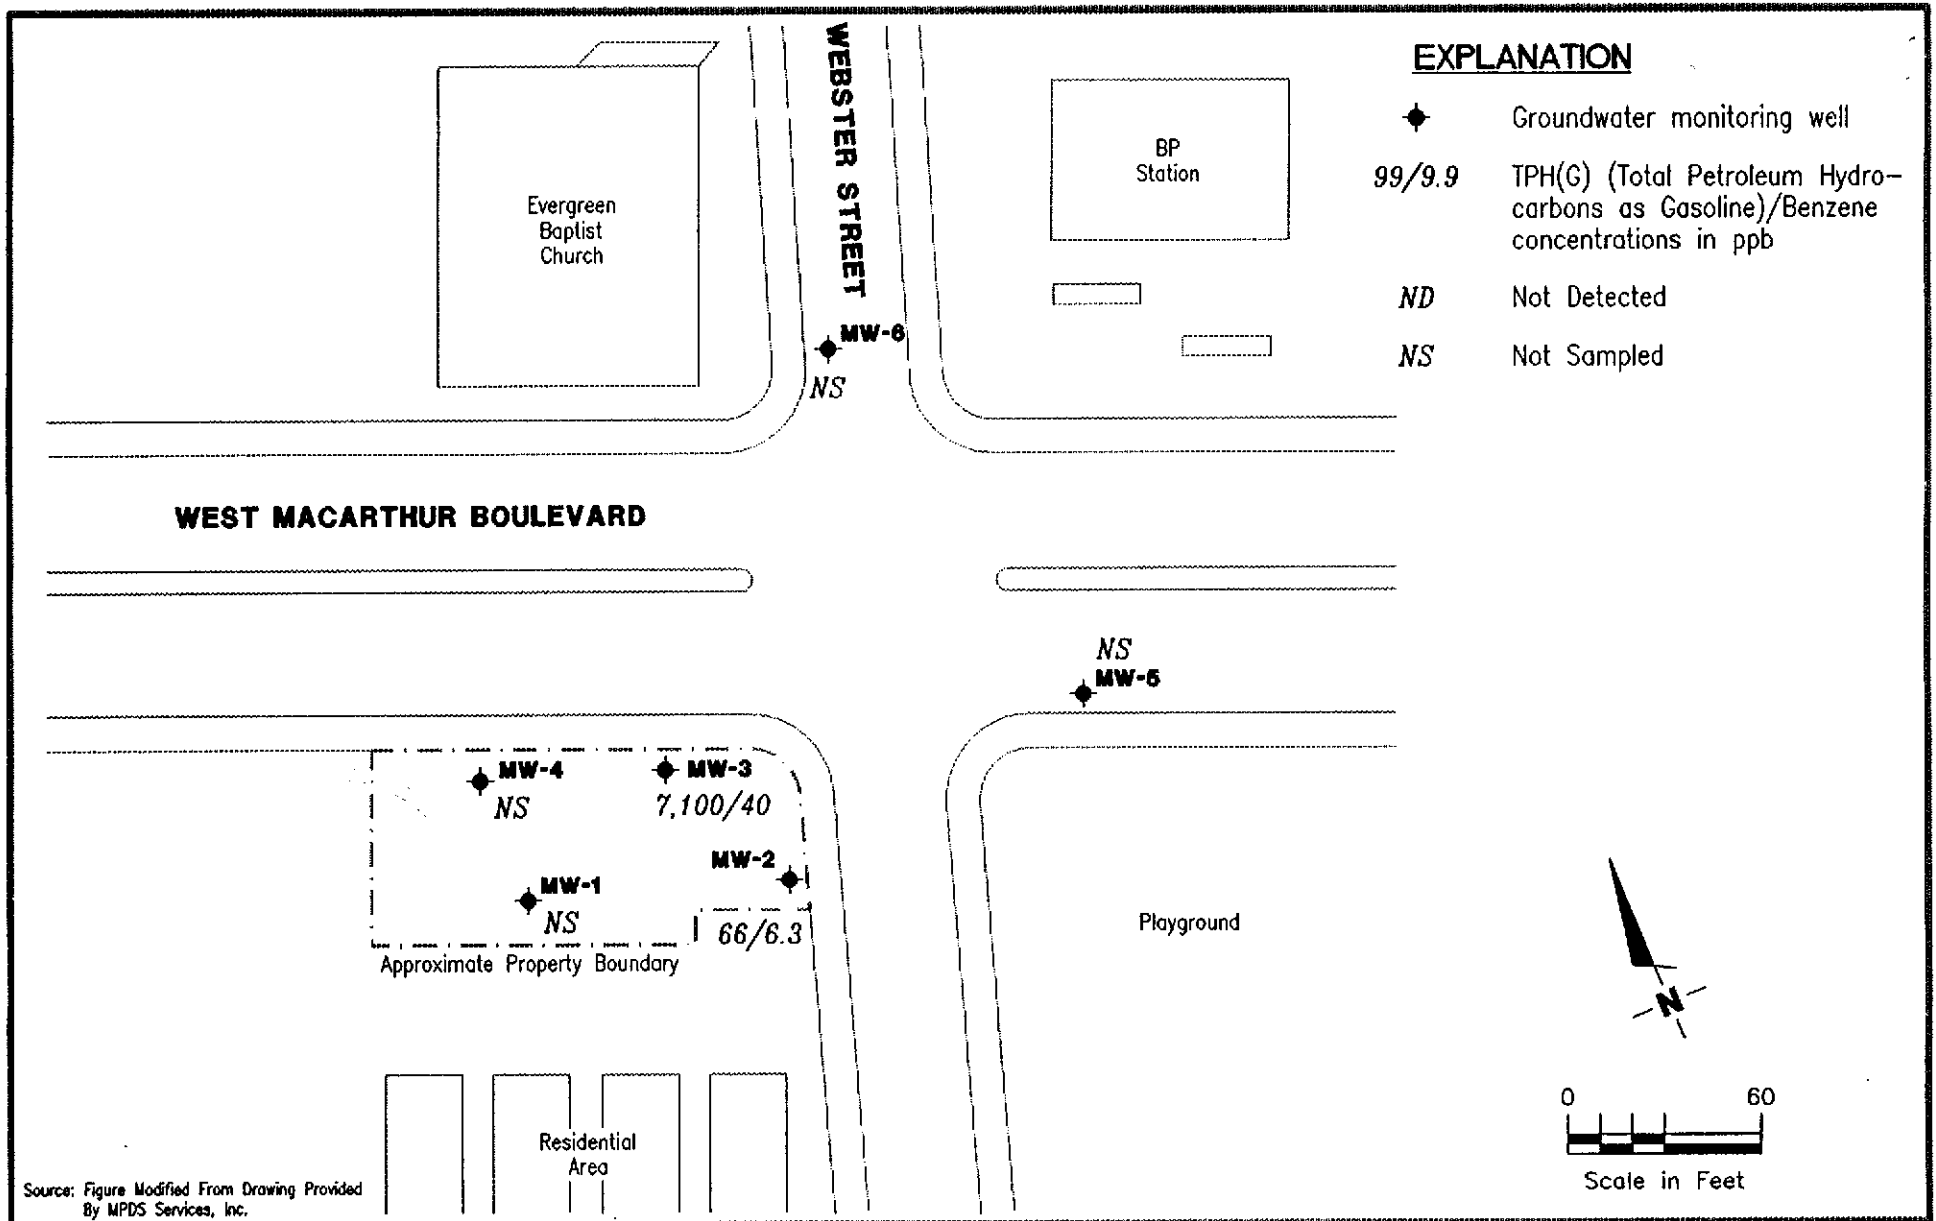 WEBSTER STREET
EXPLANATION
Groundwater monitoring well
99/9.9 TPH(G) (Total Petroleum Hydro-
carbons as Gasoline)/Benzene
concentrations in ppb
ND Not Detected
NS Not Sampled
Evergreen
Baptist
Church
BP
Station
MW-6
NS
WEST MACARTHUR BOULEVARD
NS
MW-5
MW-4
NS
MW-3
7,100/40
MW-2
66/6.3
MW-1
NS
Approximate Property Boundary
Playground
N
Residential
Area
0 60
Scale in Feet
Source: Figure Modified From Drawing Provided
By MPDS Services, Inc.